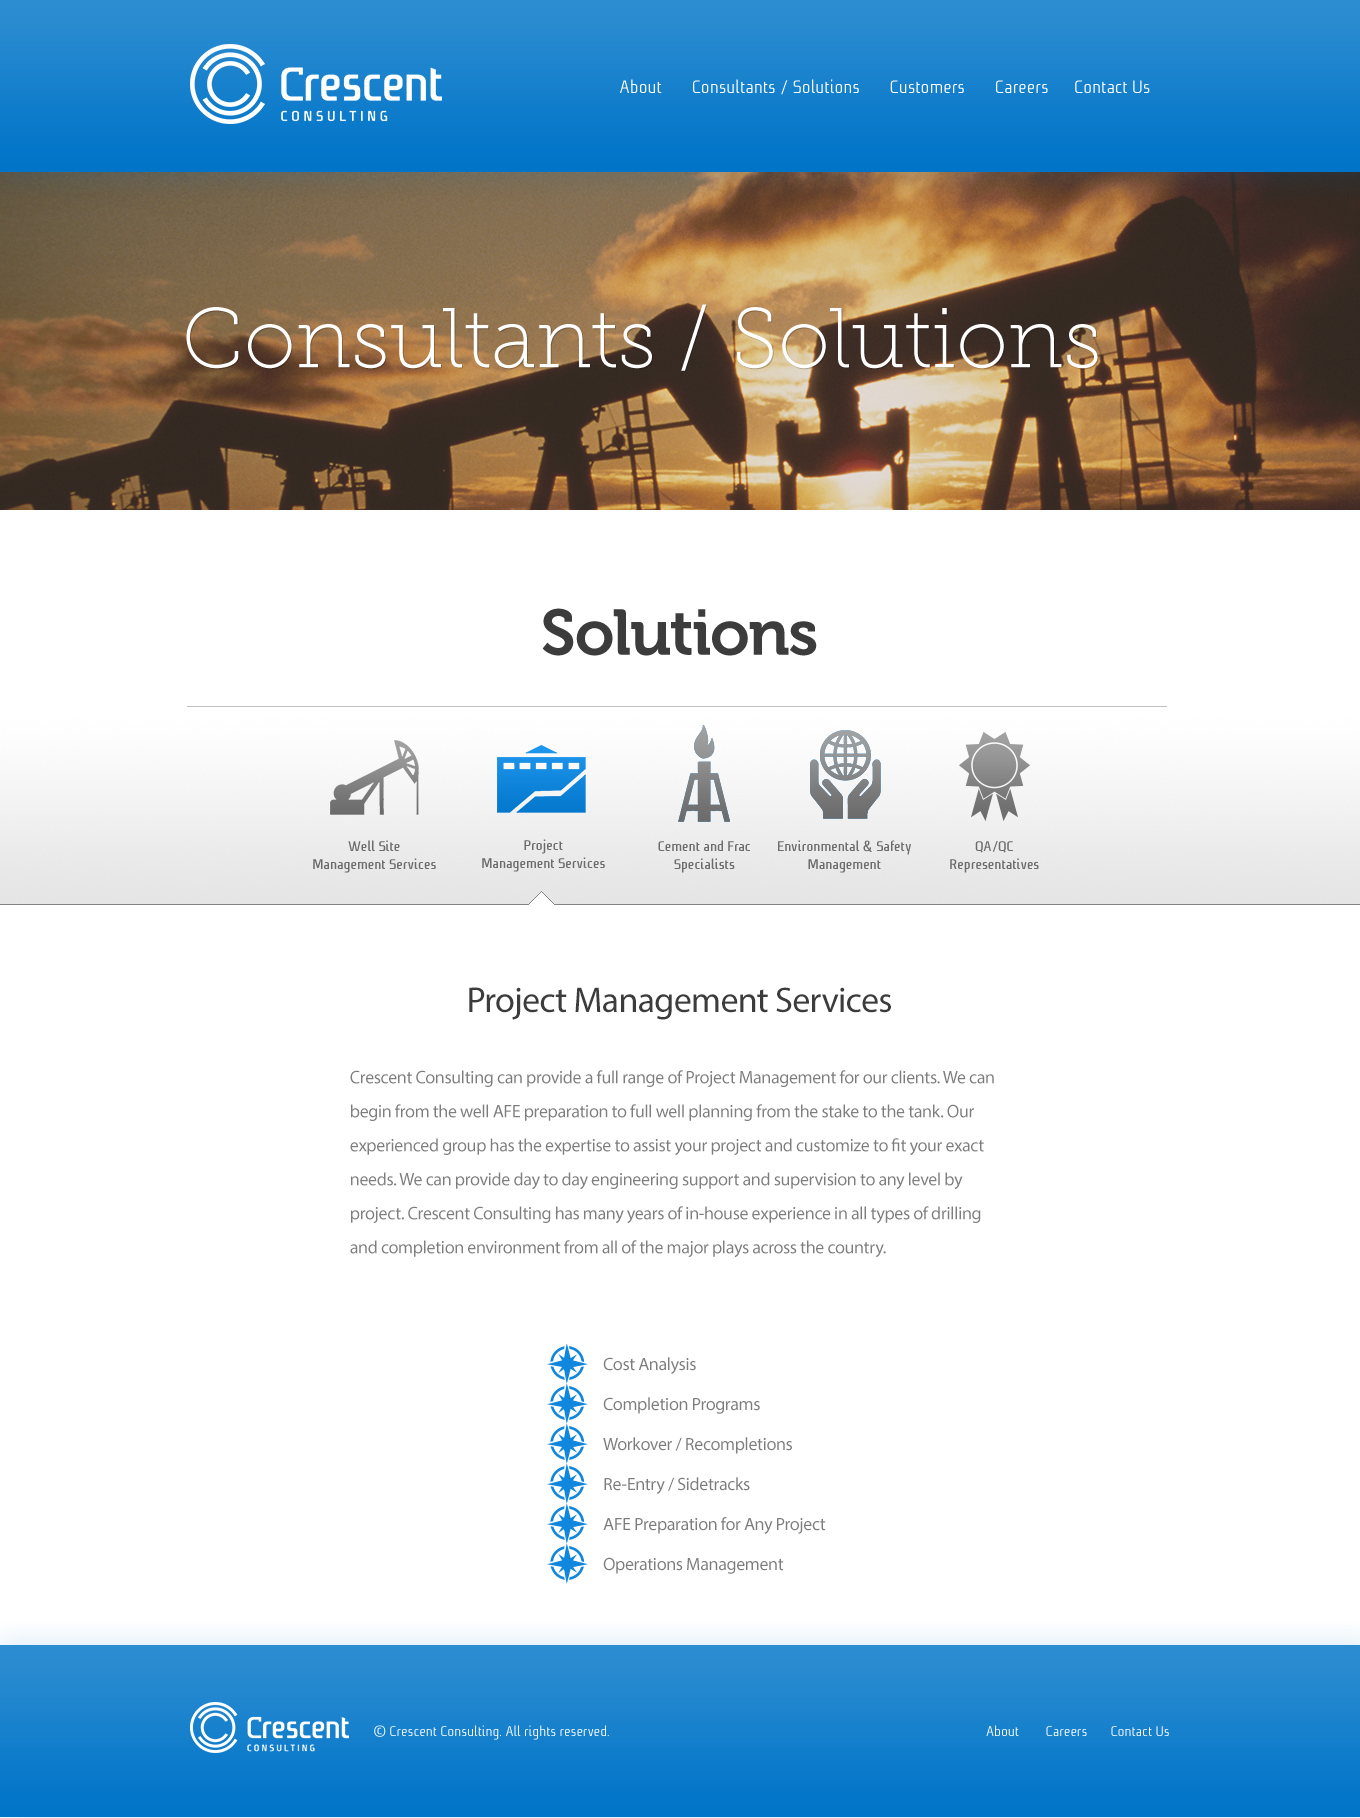 Crescent
CONSULTING
About Consultants / Solutions Customers Careers Contact Us
Consultants / Solutions
Solutions
Well Site
Management Services
Project
Management Services
Cement and Frac
Specialists
Environmental & Safety
Management
QA/QC
Representatives
Project Management Services
Crescent Consulting can provide a full range of Project Management for our clients. We can
begin from the well AFE preparation to full well planning from the stake to the tank. Our
experienced group has the expertise to assist your project and customize to fit your exact
needs. We can provide day to day engineering support and supervision to any level by
project. Crescent Consulting has many years of in-house experience in all types of drilling
and completion environment from all of the major plays across the country.
Cost Analysis
Completion Programs
Workover / Recompletions
Re-Entry / Sidetracks
AFE Preparation for Any Project
Operations Management
Crescent
CONSULTING
© Crescent Consulting. All rights reserved.
About Careers Contact Us